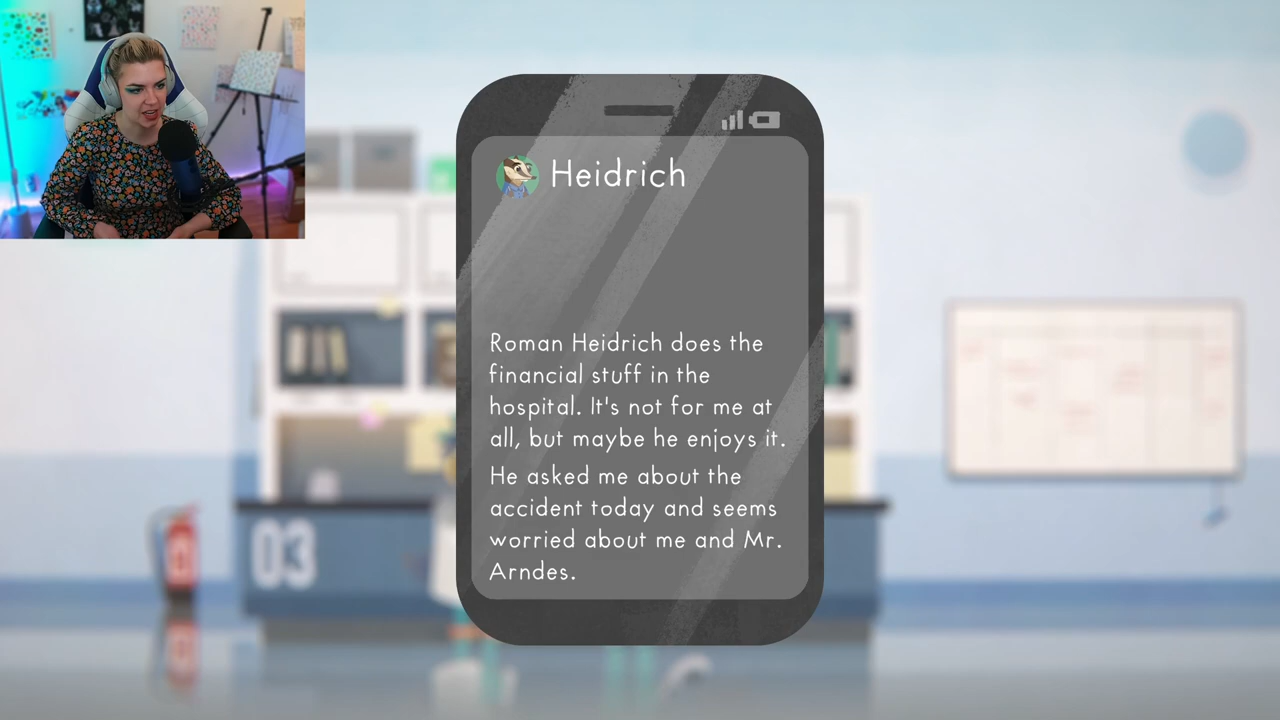 Heidrich
Roman Heidrich does the
financial stuff in the
hospital. It's not for me at
all, but maybe he enjoys it.
He asked me about the
accident today and seems
worried about me and Mr.
Arndes.
03